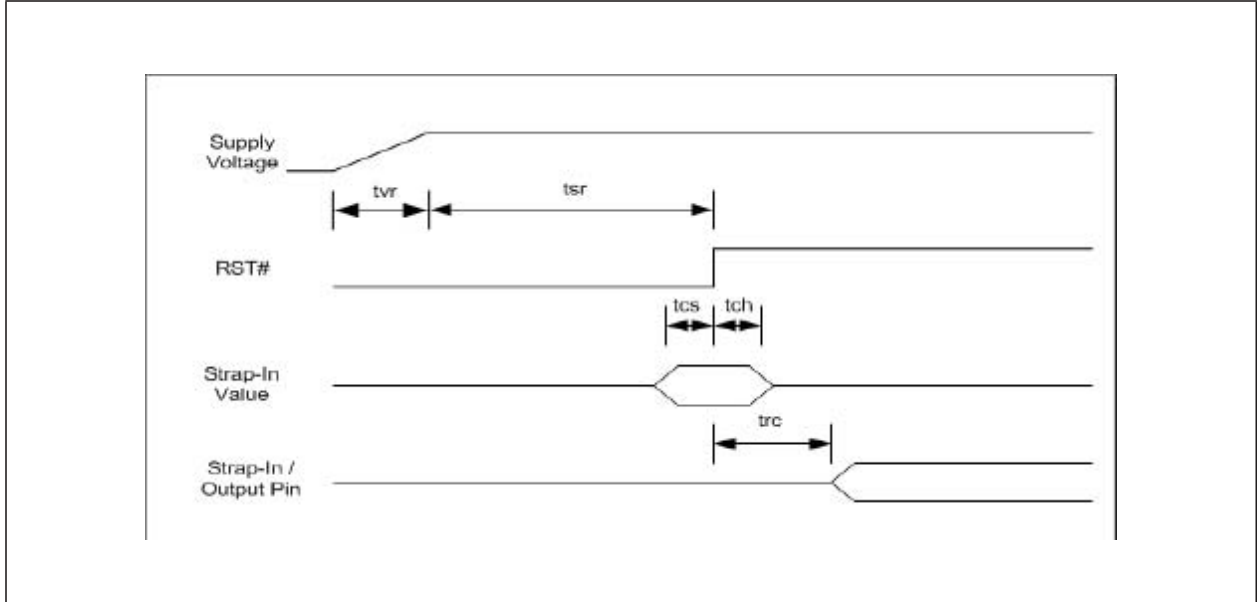 Supply
Voltage
tvr
tsr
RST#
tcs
tch
Strap-In
Value
trc
Strap-In /
Output Pin